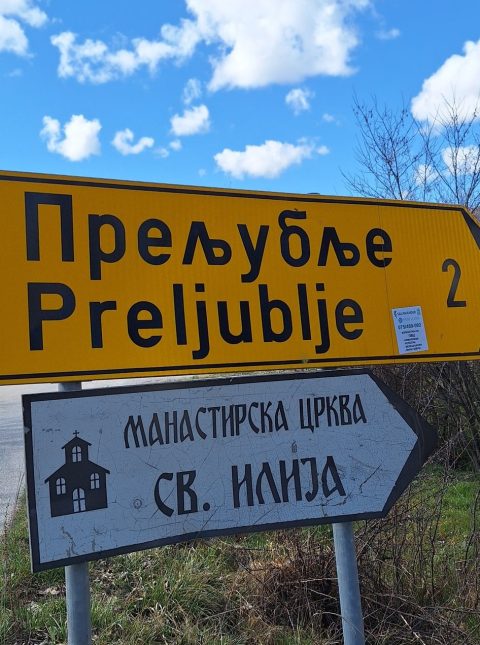 Прељубље
Preljublje
2
МАНАСТИРСКА ЦРКВА
СВ. ИЛИЈА